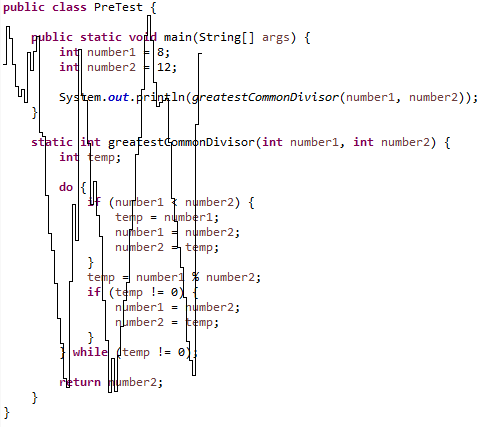 public class PreTest {
public static void main(String[] args) {
int number1 = 8;
int number2 = 12;
System.out.println(greatestCommonDivisor(number1, number2));
}
static int greatestCommonDivisor(int number1, int number2) {
int temp;
do {
if (number1 < number2) {
temp = number1;
number1 = number2;
number2 = temp;
}
temp = number1 % number2;
if (temp != 0) {
number1 = number2;
number2 = temp;
}
} while (temp != 0);
return number2;
}
}